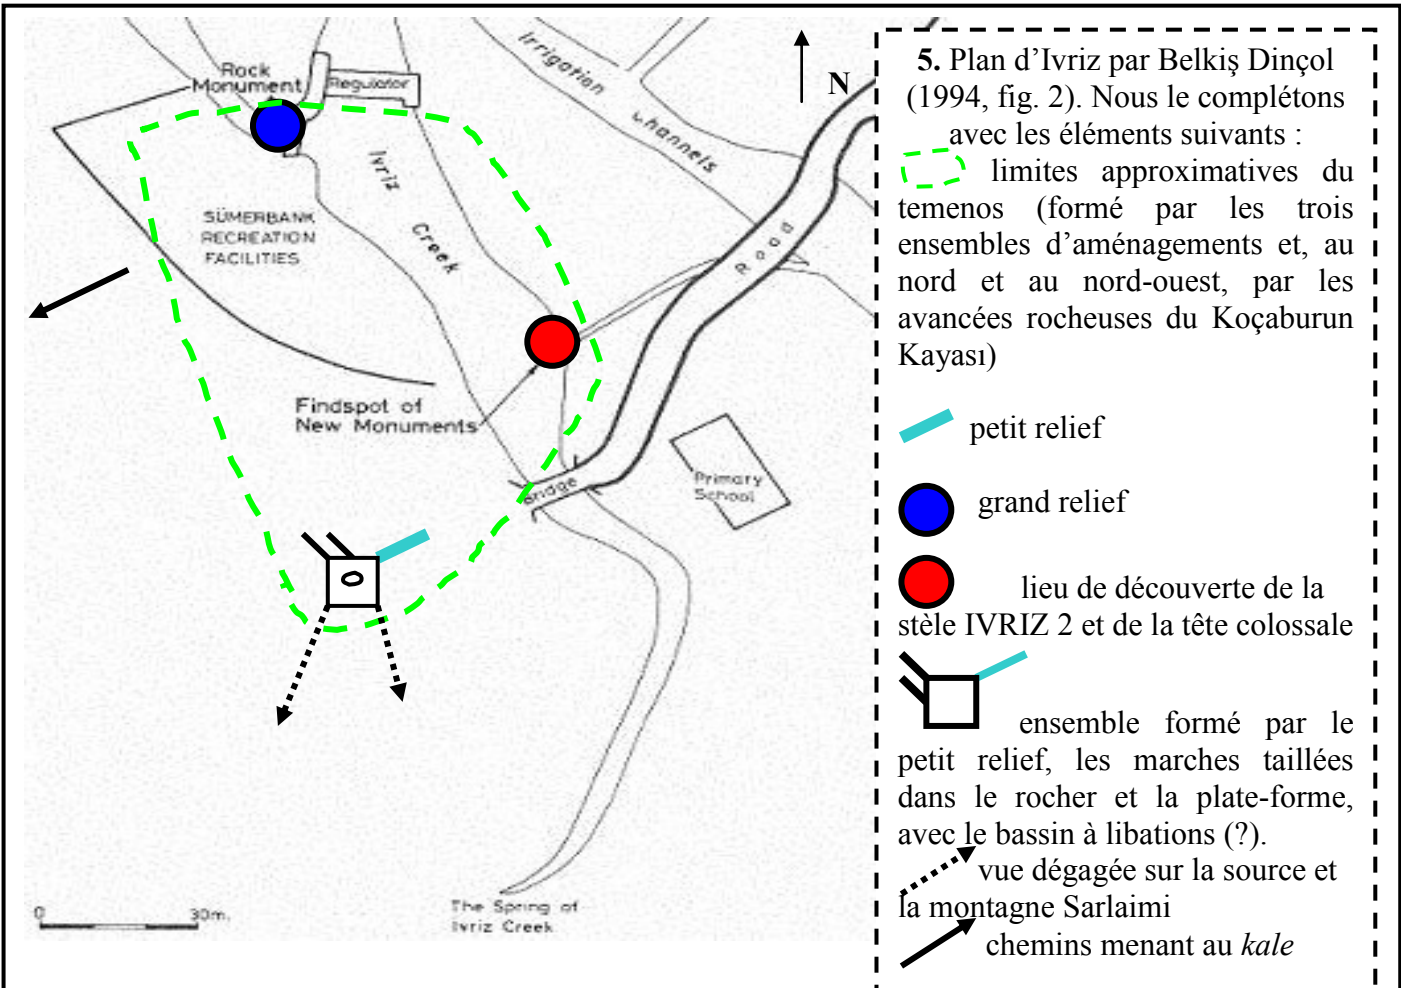 Rock
Monument
Regulator
Irrigation
Channels
N
Ivriz
Creek
SÜMERBANK
RECREATION
FACILITIES
Road
Findspot of
New Monuments
Bridge
Primary
School
0 30m.
The Spring of
Ivriz Creek
5. Plan d'Ivriz par Belkiş Dinçol
(1994, fig. 2). Nous le complétons
avec les éléments suivants :
limites approximatives du
temenos (formé par les trois
ensembles d'aménagements et, au
nord et au nord-ouest, par les
avancées rocheuses du Koçaburun
Kayası)
petit relief
grand relief
lieu de découverte de la
stèle IVRIZ 2 et de la tête colossale
ensemble formé par le
petit relief, les marches taillées
dans le rocher et la plate-forme,
avec le bassin à libations (?).
vue dégagée sur la source et
la montagne Sarlaimi
chemins menant au kale